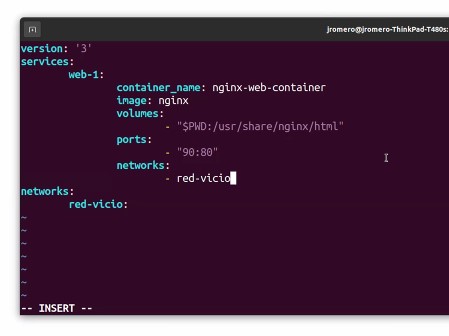 jromero@jromero-ThinkPad-T480s:
version: '3'
services:
web-1:
container_name: nginx-web-container
image: nginx
volumes:
- "$PWD:/usr/share/nginx/html"
ports:
- "90:80"
networks:
- red-vicio
networks:
red-vicio:
~
~
~
~
~
~
~
-- INSERT --